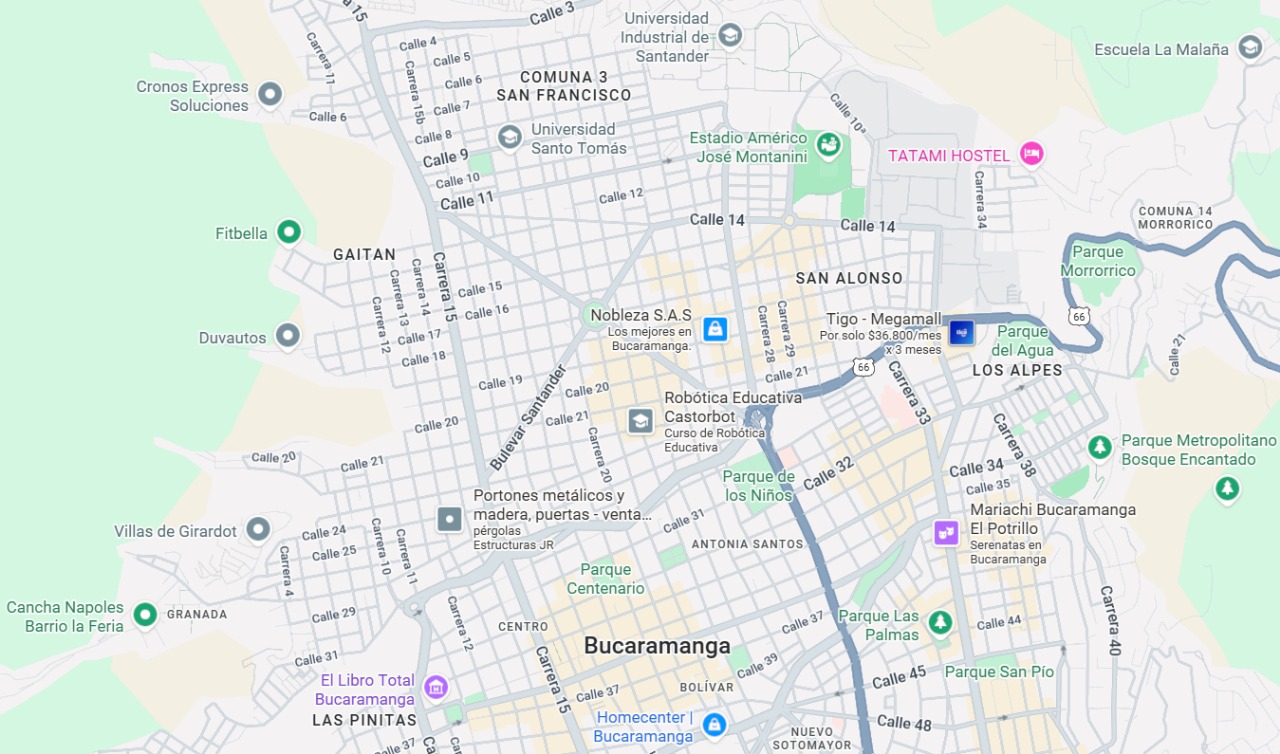 a 15
Calle 3
Universidad
Industrial de
Santander
Escuela La Malaña
Carrera 11
Calle 4
Calle 5
Calle 6
Calle 7
Calle 8
Calle 9
Calle 10
Calle 11
Carrera 15b
COMUNA 3
SAN FRANCISCO
Cronos Express
Soluciones
Calle 6
Universidad
Santo Tomás
Calle 10ª
Estadio Américo
José Montanini
TATAMI HOSTEL
Carrera 34
Calle 12
Calle 14
Calle 14
COMUNA 14
MORRORICO
Fitbella
GAITAN
Parque
Morrorico
SAN ALONSO
Carrera 15
Carrera 14
Carrera 13
Carrera 12
Calle 15
Calle 16
Calle 17
Calle 18
Nobleza S.A.S
Los mejores en
Bucaramanga.
Carrera 28
Carrera 29
Tigo - Megamall
Por solo $36.800/mes
x 3 meses
66
66
Parque
del Agua
LOS ALPES
Calle 21
Duvautos
Calle 19
Calle 20
Calle 21
Calle 21
Bulevar Santander
Carrera 20
Robótica Educativa
Castorbot
Curso de Robótica
Educativa
Carrera 33
Carrera 38
Calle 20
Calle 20
Calle 21
Parque Metropolitano
Bosque Encantado
Calle 32
Calle 34
Calle 35
Parque de
los Niños
Portones metálicos y
madera, puertas - venta...
pérgolas
Estructuras JR
Calle 31
ANTONIA SANTOS
Mariachi Bucaramanga
El Potrillo
Serenatas en
Bucaramanga
Villas de Girardot
Calle 24
Calle 25
Carrera 4
Carrera 10
Carrera 11
Parque
Centenario
Cancha Napoles
Barrio la Feria
GRANADA
Calle 29
Calle 31
Carrera 12
CENTRO
Bucaramanga
Calle 37
Parque Las
Palmas
Calle 44
Carrera 40
Calle 39
Calle 45
Parque San Pío
El Libro Total
Bucaramanga
LAS PINITAS
Carrera 15
Calle 37
BOLÍVAR
Homecenter |
Bucaramanga
Calle 48
NUEVO
SOTOMAYOR
Calle 37
Ca